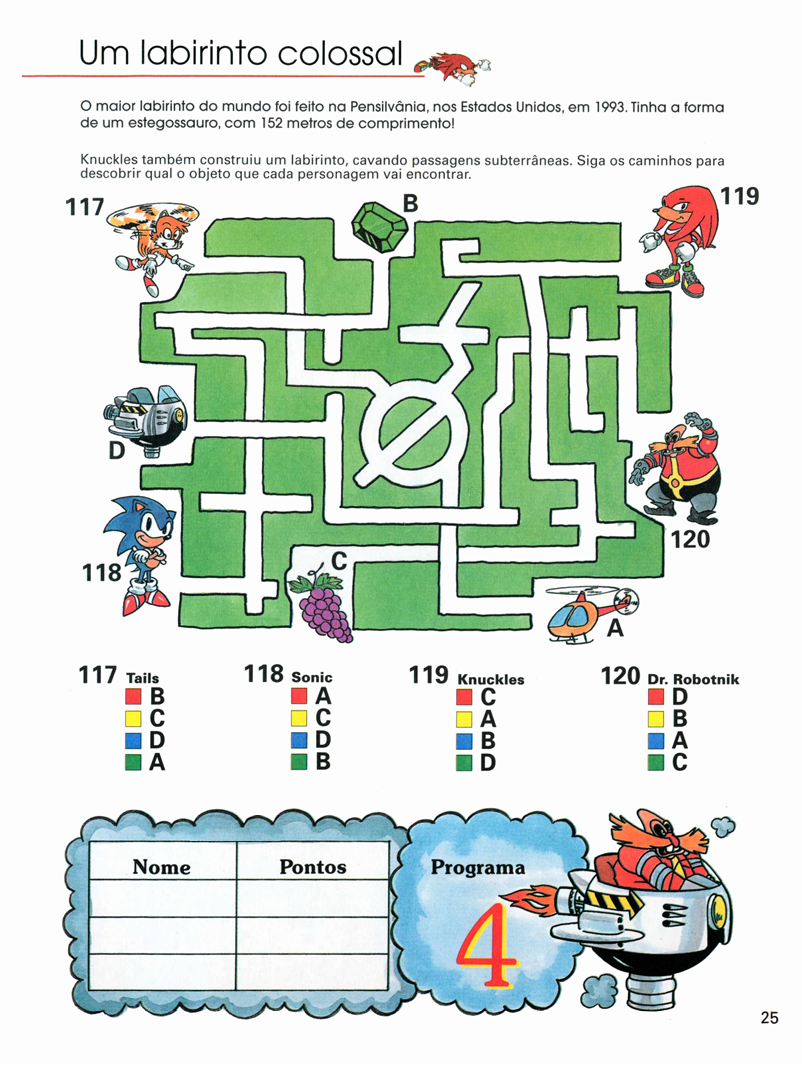 Um labirinto colossal
O maior labirinto do mundo foi feito na Pensilvânia, nos Estados Unidos, em 1993. Tinha a forma
de um estegossauro, com 152 metros de comprimento!
Knuckles também construiu um labirinto, cavando passagens subterrâneas. Siga os caminhos para
descobrir qual o objeto que cada personagem vai encontrar.
117
B
119
D
118
C
120
A
117 Tails
B
C
D
A
118 Sonic
A
C
D
B
119 Knuckles
C
A
B
D
120 Dr. Robotnik
D
B
A
C
Nome Pontos
Programa
4
25